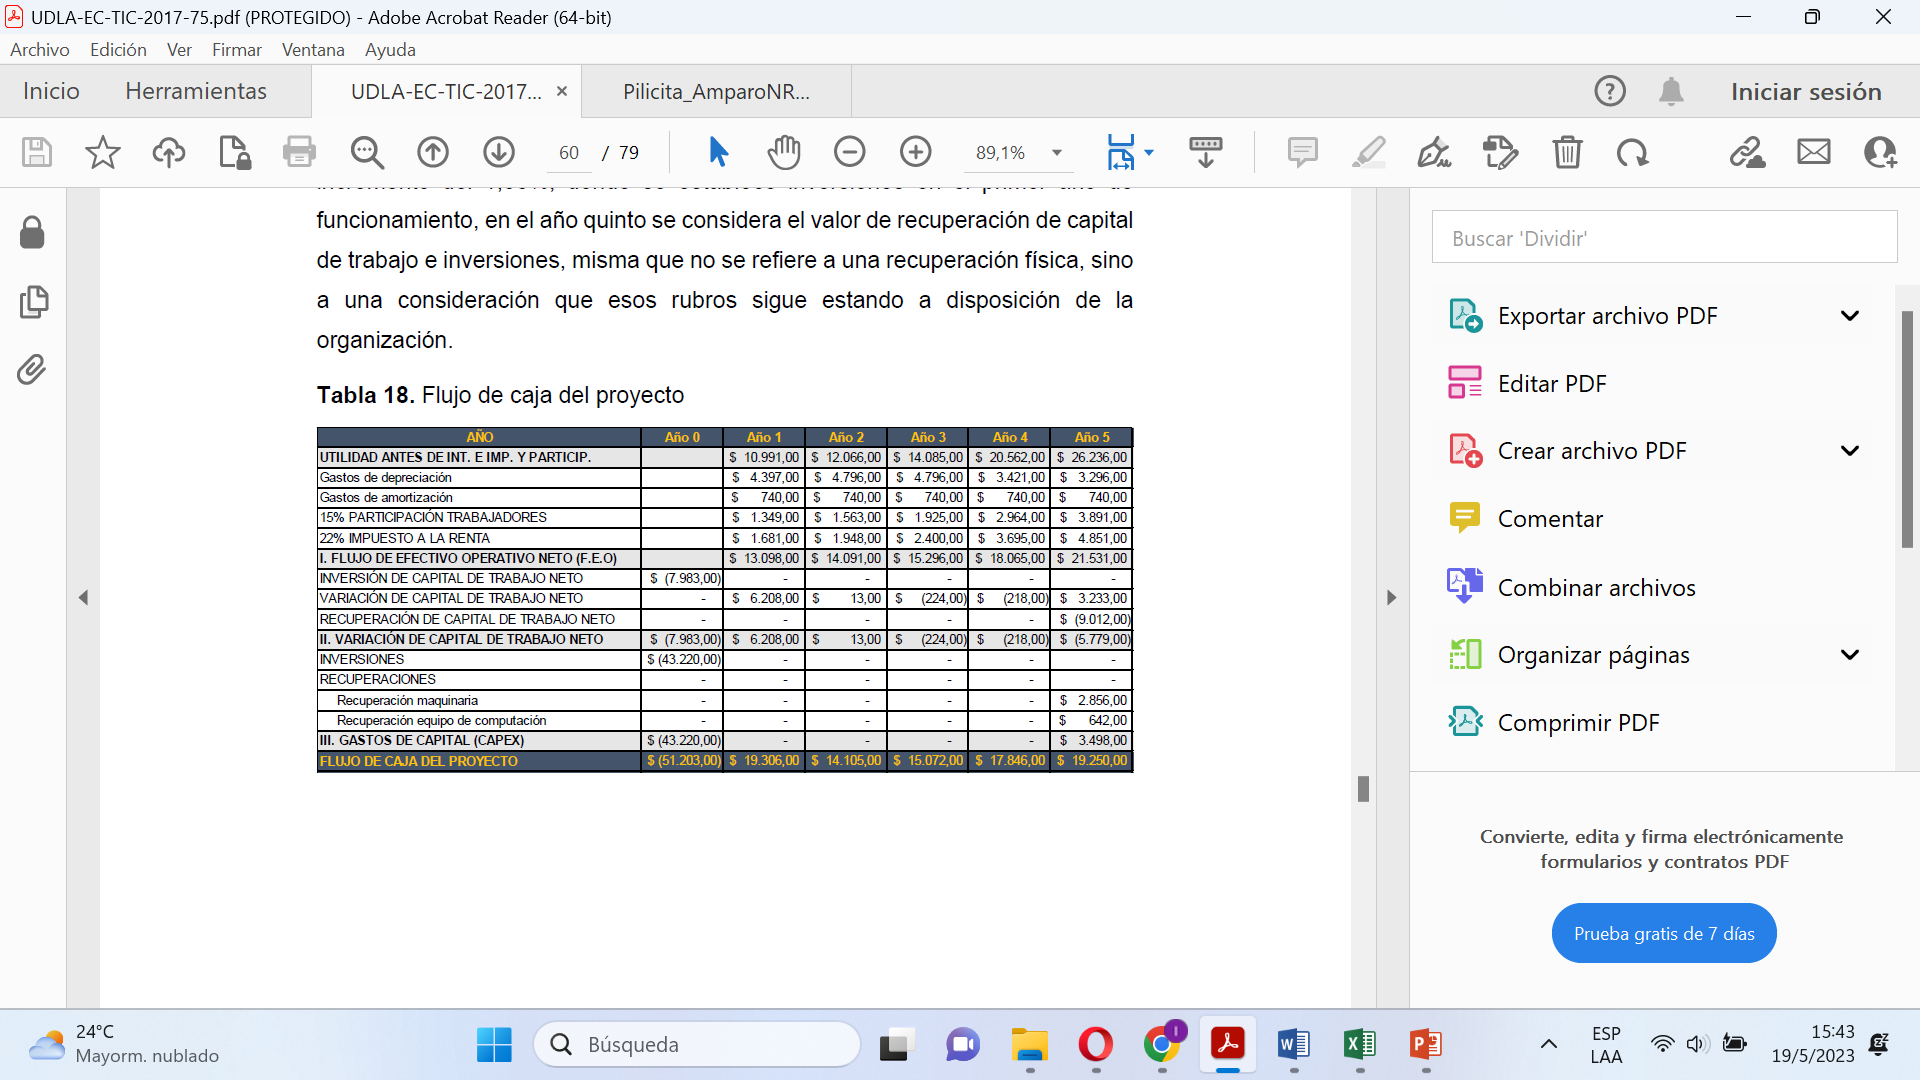 UDLA-EC-TIC-2017-75.pdf (PROTEGIDO) - Adobe Acrobat Reader (64-bit)
Archivo Edición Ver Firmar Ventana Ayuda
Inicio Herramientas UDLA-EC-TIC-2017... × Pilicita_AmparoNR... Iniciar sesión
60 / 79 89,1%
funcionamiento, en el año quinto se considera el valor de recuperación de capital
de trabajo e inversiones, misma que no se refiere a una recuperación física, sino
a una consideración que esos rubros sigue estando a disposición de la
organización.
Tabla 18. Flujo de caja del proyecto
AÑO Año 0 Año 1 Año 2 Año 3 Año 4 Año 5
UTILIDAD ANTES DE INT. E IMP. Y PARTICIP. $ 10.991,00 $ 12.066,00 $ 14.085,00 $ 20.562,00 $ 26.236,00
Gastos de depreciación $ 4.397,00 $ 4.796,00 $ 4.796,00 $ 3.421,00 $ 3.296,00
Gastos de amortización $ 740,00 $ 740,00 $ 740,00 $ 740,00 $ 740,00
15% PARTICIPACIÓN TRABAJADORES $ 1.349,00 $ 1.563,00 $ 1.925,00 $ 2.964,00 $ 3.891,00
22% IMPUESTO A LA RENTA $ 1.681,00 $ 1.948,00 $ 2.400,00 $ 3.695,00 $ 4.851,00
I. FLUJO DE EFECTIVO OPERATIVO NETO (F.E.O) $ 13.098,00 $ 14.091,00 $ 15.296,00 $ 18.065,00 $ 21.531,00
INVERSIÓN DE CAPITAL DE TRABAJO NETO $ (7.983,00) - - - - -
VARIACIÓN DE CAPITAL DE TRABAJO NETO - $ 6.208,00 $ 13,00 $ (224,00) $ (218,00) $ 3.233,00
RECUPERACIÓN DE CAPITAL DE TRABAJO NETO - - - - - $ (9.012,00)
II. VARIACIÓN DE CAPITAL DE TRABAJO NETO $ (7.983,00) $ 6.208,00 $ 13,00 $ (224,00) $ (218,00) $ (5.779,00)
INVERSIONES $ (43.220,00) - - - - -
RECUPERACIONES - - - - - -
Recuperación maquinaria - - - - - $ 2.856,00
Recuperación equipo de computación - - - - - $ 642,00
III. GASTOS DE CAPITAL (CAPEX) $ (43.220,00) - - - - $ 3.498,00
FLUJO DE CAJA DEL PROYECTO $ (51.203,00) $ 19.306,00 $ 14.105,00 $ 15.072,00 $ 17.846,00 $ 19.250,00
Buscar 'Dividir'
Exportar archivo PDF
Editar PDF
Crear archivo PDF
Comentar
Combinar archivos
Organizar páginas
Comprimir PDF
Convierte, edita y firma electrónicamente
formularios y contratos PDF
Prueba gratis de 7 días
24°C
Mayorm. nublado
Búsqueda
ESP
LAA
15:43
19/5/2023